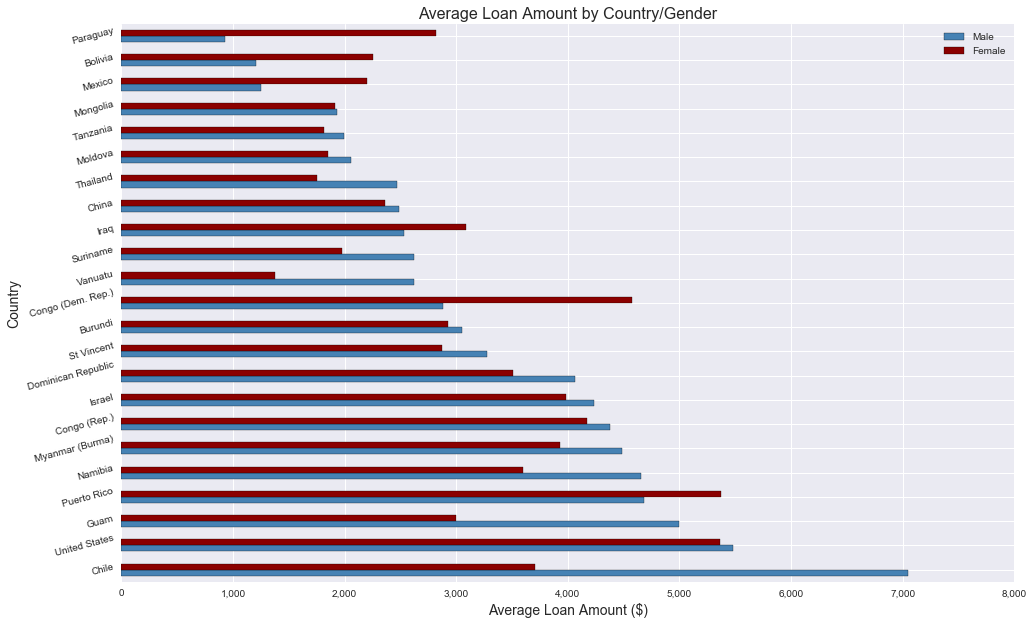 Average Loan Amount by Country/Gender
Male
Female
Country
Paraguay
Bolivia
Mexico
Mongolia
Tanzania
Moldova
Thailand
China
Iraq
Suriname
Vanuatu
Congo (Dem. Rep.)
Burundi
St Vincent
Dominican Republic
Israel
Congo (Rep.)
Myanmar (Burma)
Namibia
Puerto Rico
Guam
United States
Chile
0 1,000 2,000 3,000 4,000 5,000 6,000 7,000 8,000
Average Loan Amount ($)